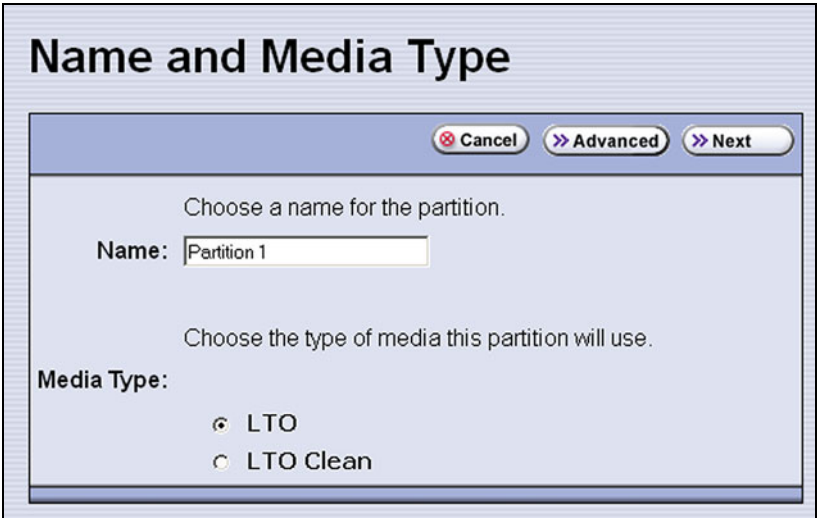 Name and Media Type
Cancel
Advanced
Next
Choose a name for the partition.
Name: Partition 1
Choose the type of media this partition will use.
Media Type:
LTO
LTO Clean